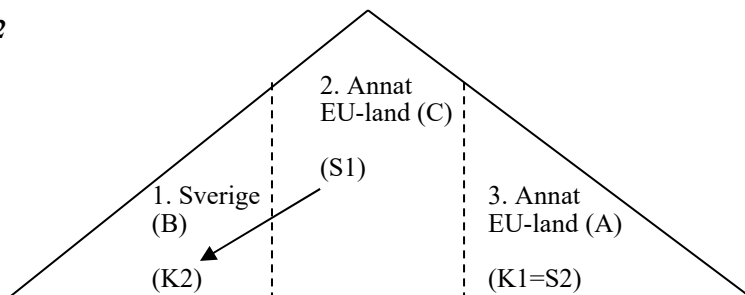 2
2. Annat
EU-land (C)
(S1)
1. Sverige
(B)
(K2)
3. Annat
EU-land (A)
(K1=S2)